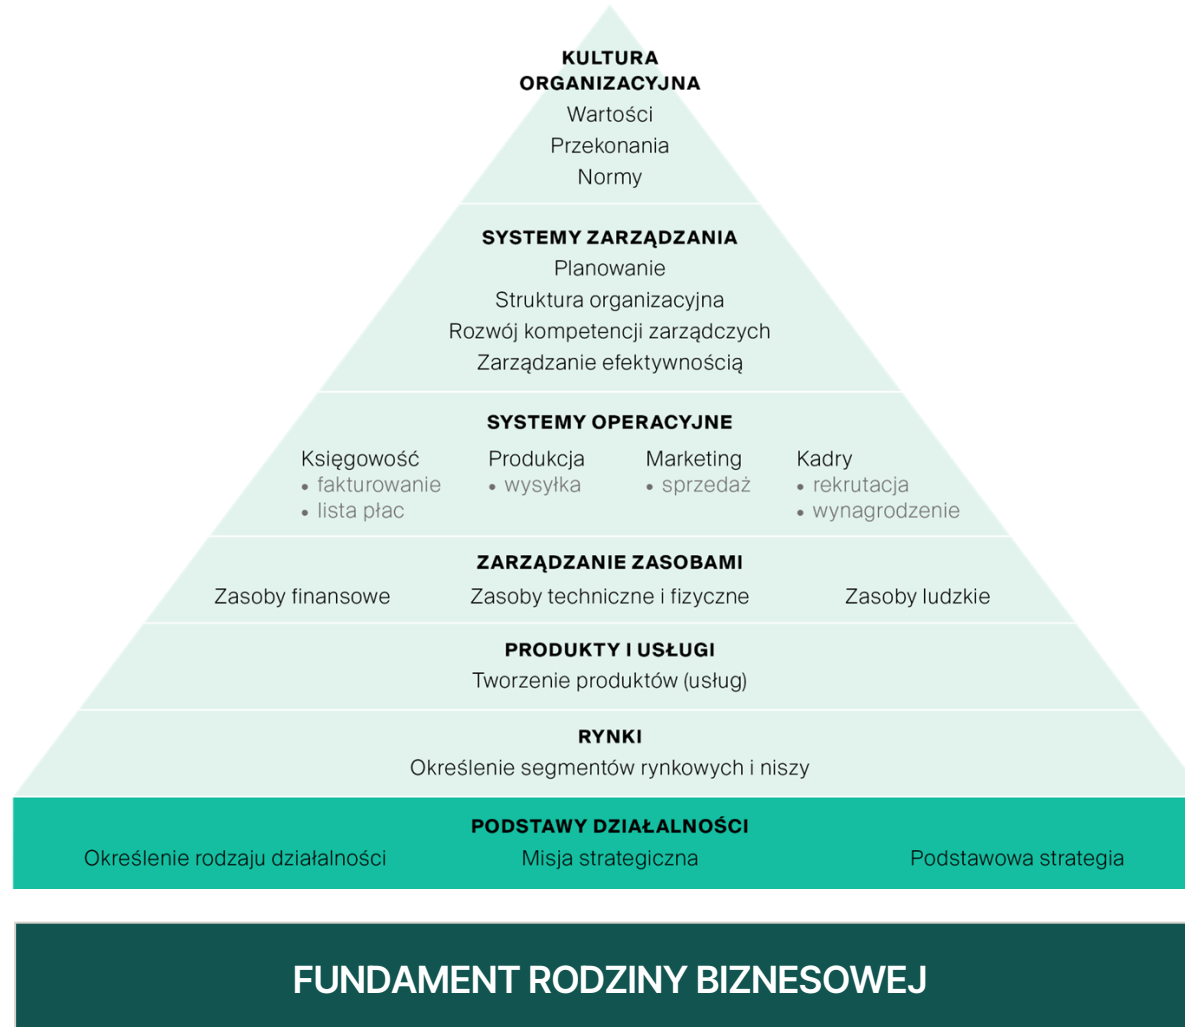 KULTURA
ORGANIZACYJNA
Wartości
Przekonania
Normy
SYSTEMY ZARZĄDZANIA
Planowanie
Struktura organizacyjna
Rozwój kompetencji zarządczych
Zarządzanie efektywnością
SYSTEMY OPERACYJNE
Księgowość
• fakturowanie
• lista płac
Produkcja
• wysyłka
Marketing
• sprzedaż
Kadry
• rekrutacja
• wynagrodzenie
ZARZĄDZANIE ZASOBAMI
Zasoby finansowe Zasoby techniczne i fizyczne Zasoby ludzkie
PRODUKTY I USŁUGI
Tworzenie produktów (usług)
RYNKI
Określenie segmentów rynkowych i niszy
PODSTAWY DZIAŁALNOŚCI
Określenie rodzaju działalności Misja strategiczna Podstawowa strategia
FUNDAMENT RODZINY BIZNESOWEJ